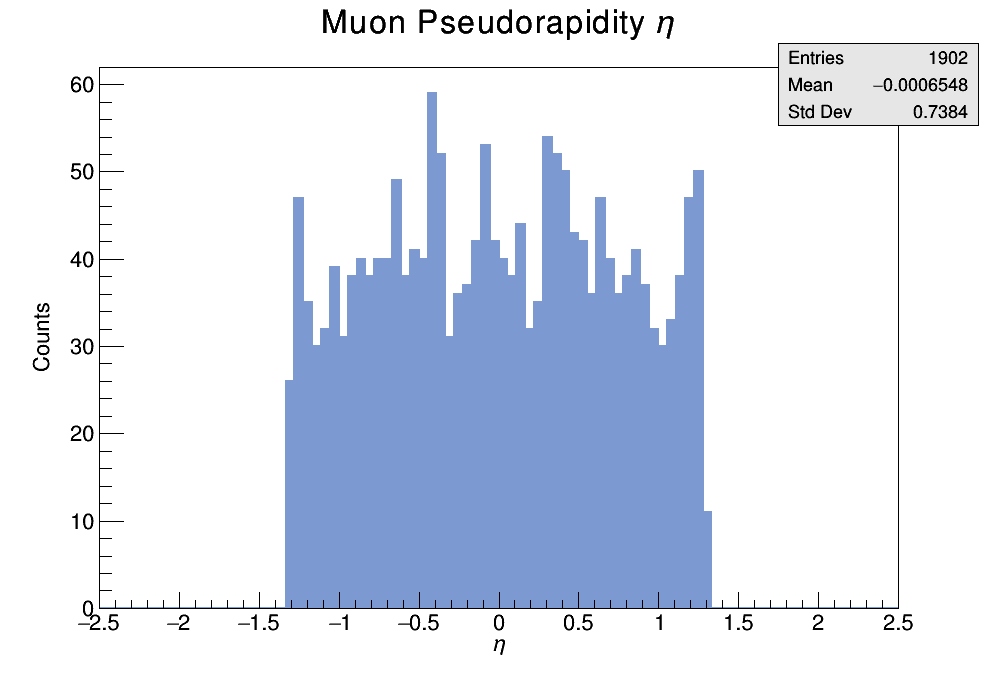 Muon Pseudorapidity η
Entries 1902
Mean −0.0006548
Std Dev 0.7384
60
50
40
30
20
10
0
Counts
−2.5 −2 −1.5 −1 −0.5 0 0.5 1 1.5 2 2.5
η